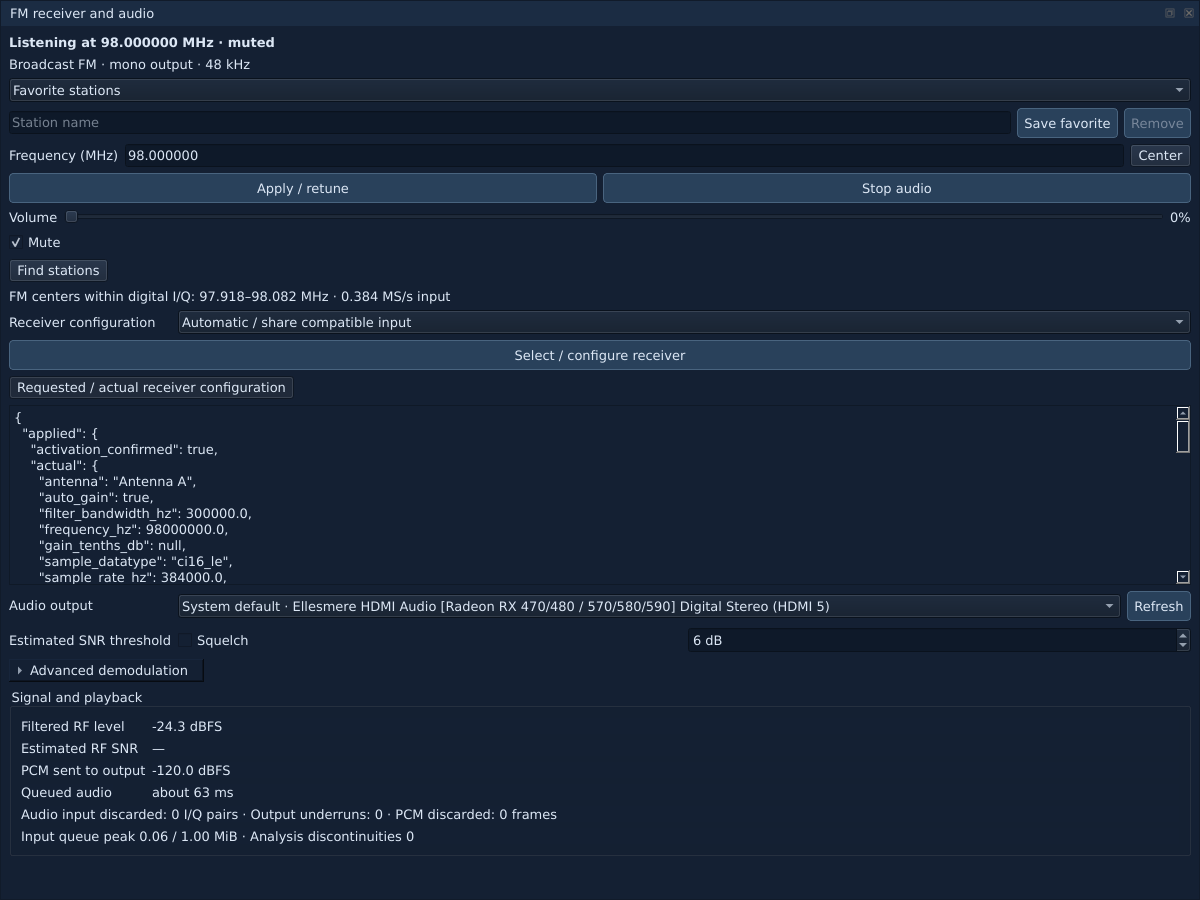 FM receiver and audio
Listening at 98.000000 MHz · muted
Broadcast FM · mono output · 48 kHz
Favorite stations
Station name Save favorite Remove
Frequency (MHz) 98.000000 Center
Apply / retune Stop audio
Volume 0%
✓ Mute
Find stations
FM centers within digital I/Q: 97.918–98.082 MHz · 0.384 MS/s input
Receiver configuration Automatic / share compatible input
Select / configure receiver
Requested / actual receiver configuration
{
"applied": {
"activation_confirmed": true,
"actual": {
"antenna": "Antenna A",
"auto_gain": true,
"filter_bandwidth_hz": 300000.0,
"frequency_hz": 98000000.0,
"gain_tenths_db": null,
"sample_datatype": "ci16_le",
"sample_rate_hz": 384000.0,
Audio output System default · Ellesmere HDMI Audio [Radeon RX 470/480 / 570/580/590] Digital Stereo (HDMI 5) Refresh
Estimated SNR threshold Squelch 6 dB
Advanced demodulation
Signal and playback
Filtered RF level -24.3 dBFS
Estimated RF SNR —
PCM sent to output -120.0 dBFS
Queued audio about 63 ms
Audio input discarded: 0 I/Q pairs · Output underruns: 0 · PCM discarded: 0 frames
Input queue peak 0.06 / 1.00 MiB · Analysis discontinuities 0